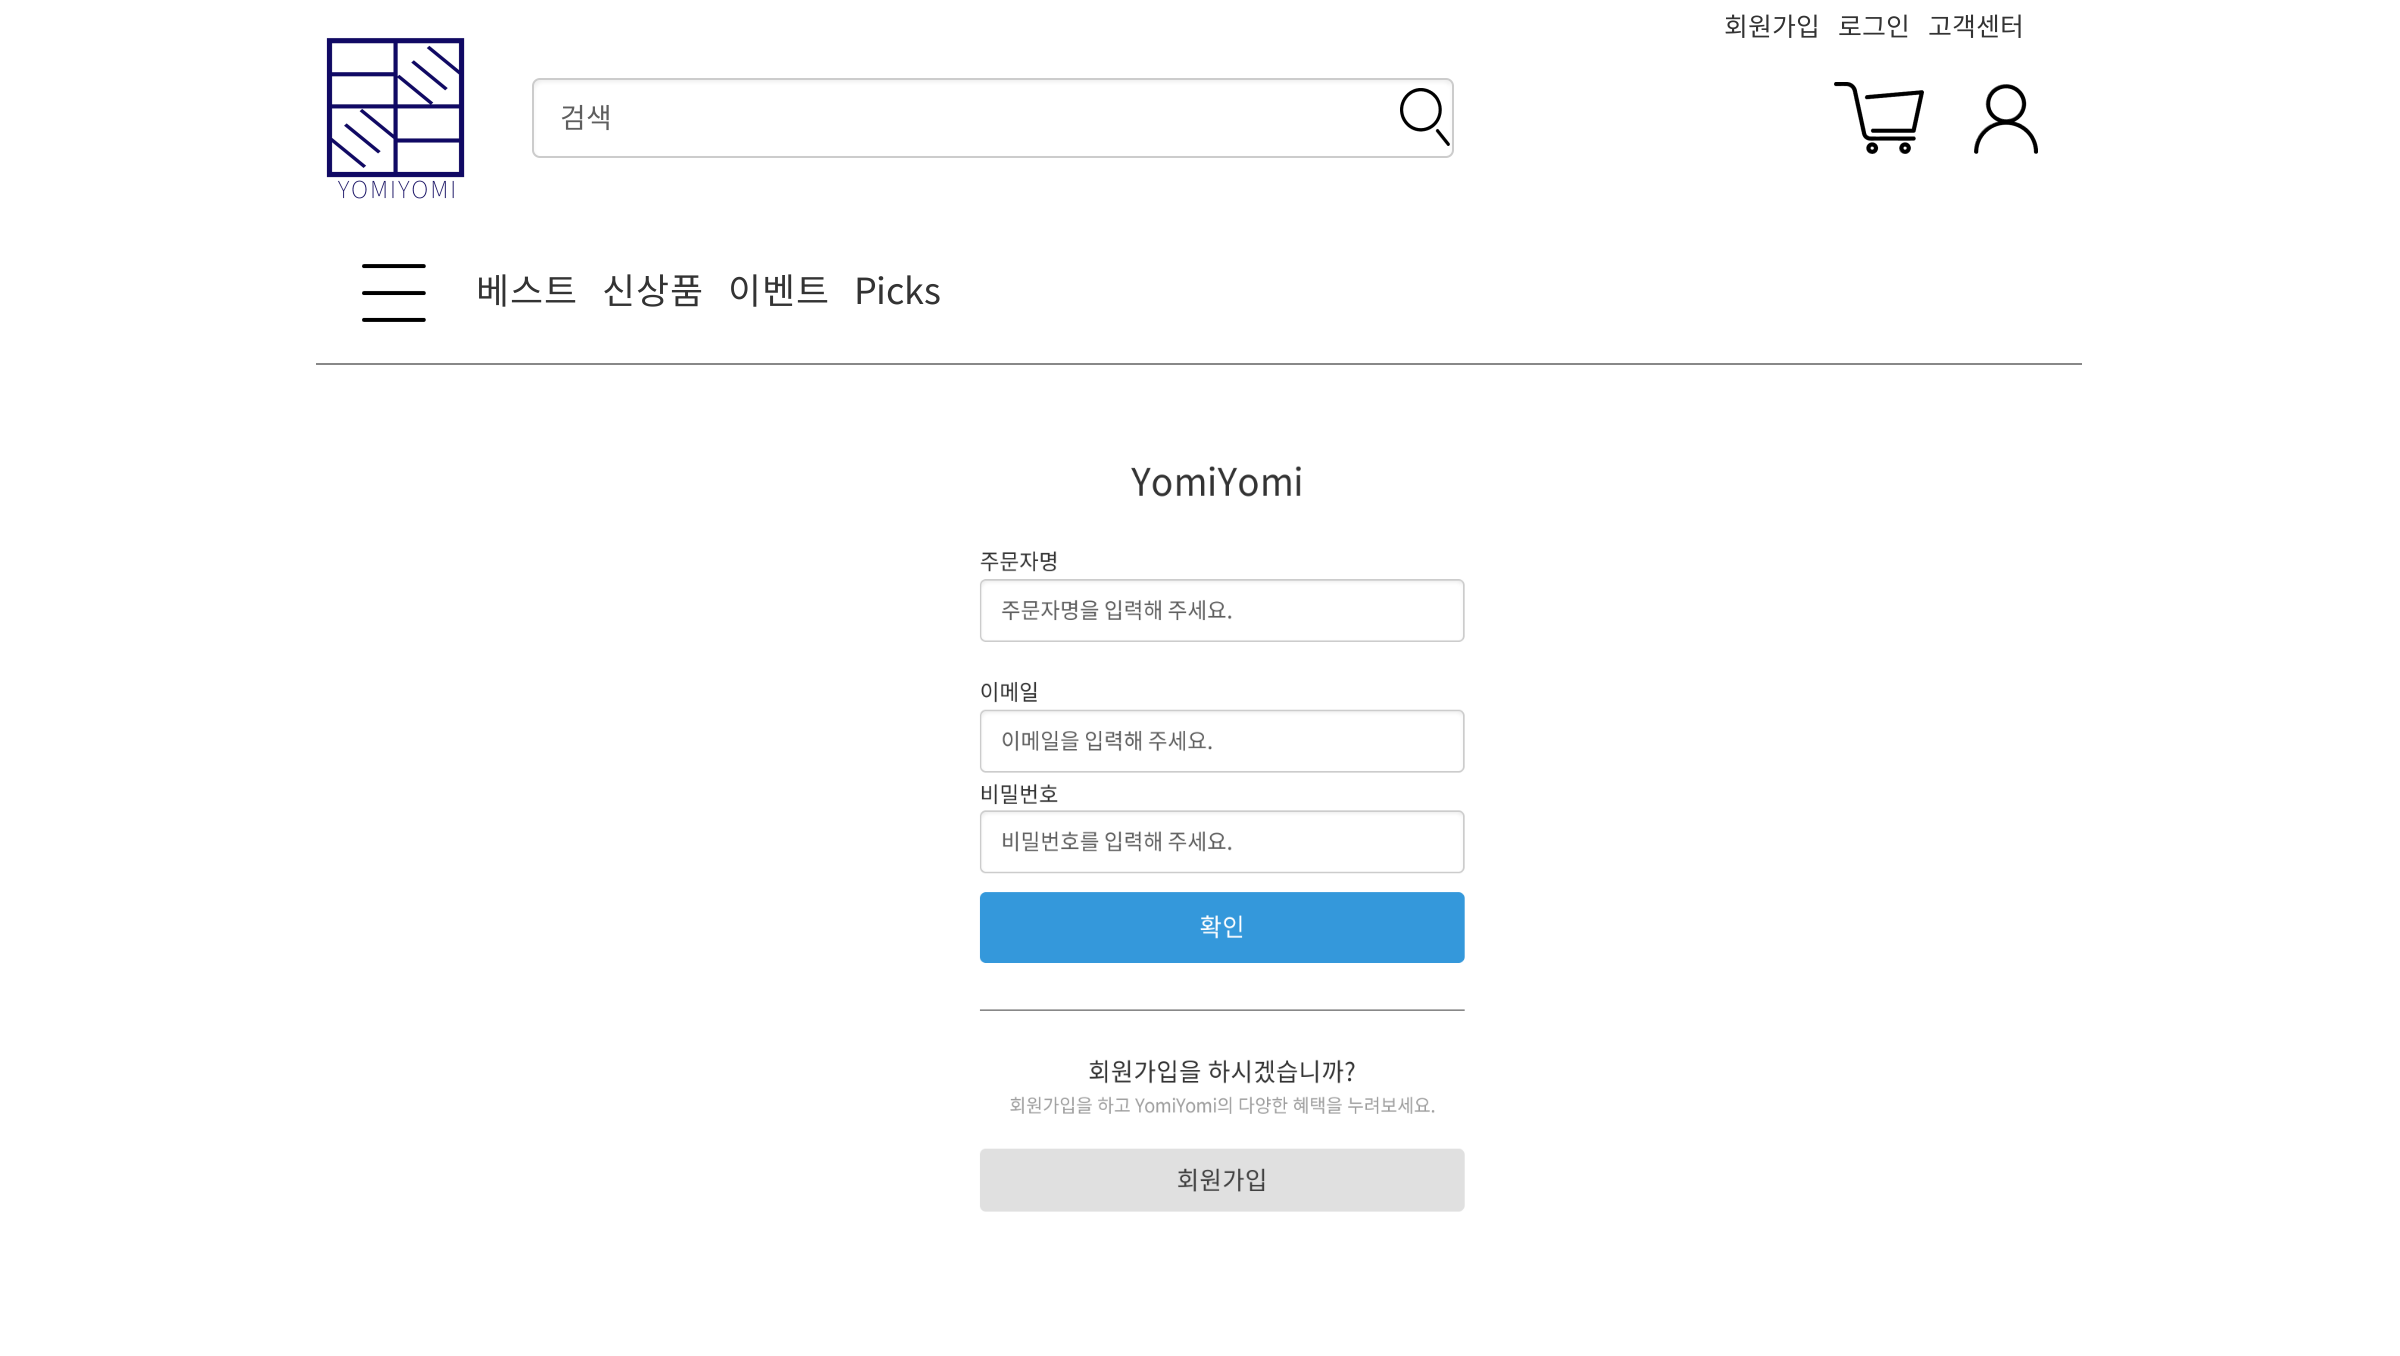 회원가입 로그인 고객센터
검색
YOMIYOMI
베스트 신상품 이벤트 Picks
YomiYomi
주문자명
주문자명을 입력해 주세요.
이메일
이메일을 입력해 주세요.
비밀번호
비밀번호를 입력해 주세요.
확인
회원가입을 하시겠습니까?
회원가입을 하고 YomiYomi의 다양한 혜택을 누려보세요.
회원가입